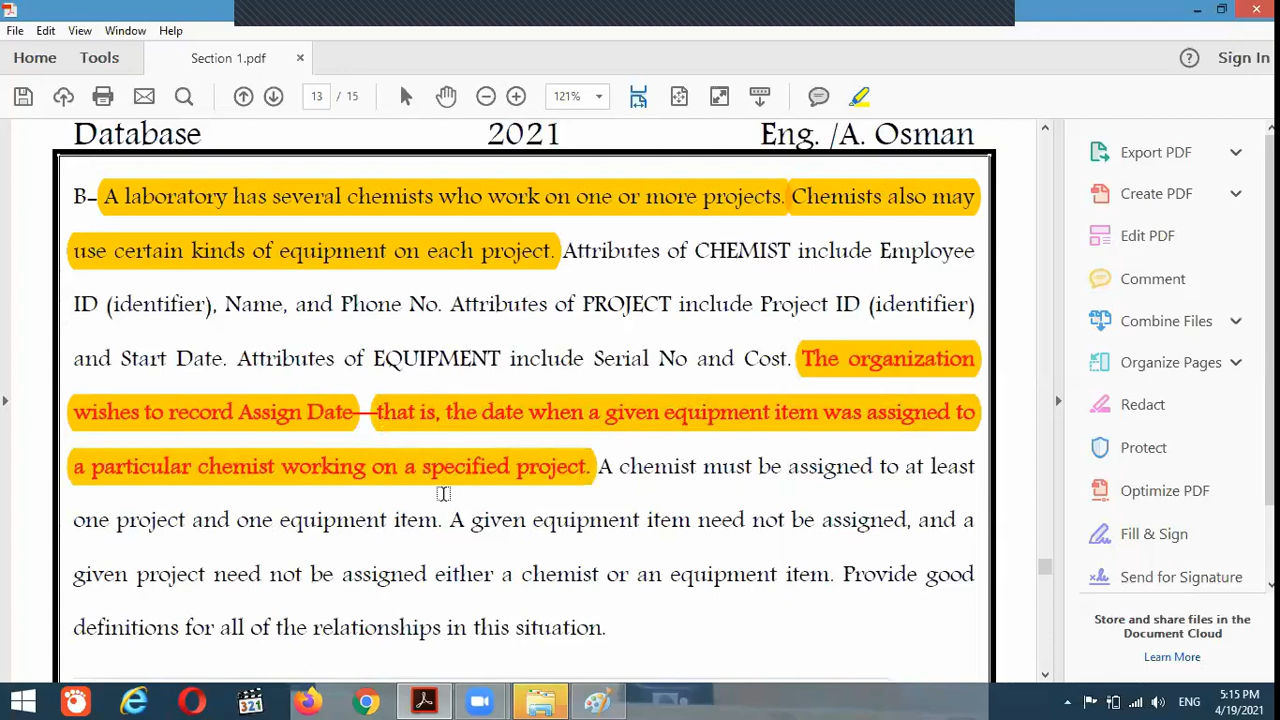 File Edit View Window Help
Home Tools Section 1.pdf × Sign In
13 / 15 121%
Database 2021 Eng. /A. Osman
B- A laboratory has several chemists who work on one or more projects. Chemists also may
use certain kinds of equipment on each project. Attributes of CHEMIST include Employee
ID (identifier), Name, and Phone No. Attributes of PROJECT include Project ID (identifier)
and Start Date. Attributes of EQUIPMENT include Serial No and Cost. The organization
wishes to record Assign Date—that is, the date when a given equipment item was assigned to
a particular chemist working on a specified project. A chemist must be assigned to at least
one project and one equipment item. A given equipment item need not be assigned, and a
given project need not be assigned either a chemist or an equipment item. Provide good
definitions for all of the relationships in this situation.
Export PDF
Create PDF
Edit PDF
Comment
Combine Files
Organize Pages
Redact
Protect
Optimize PDF
Fill & Sign
Send for Signature
Store and share files in the
Document Cloud
Learn More
321
ENG
5:15 PM
4/19/2021